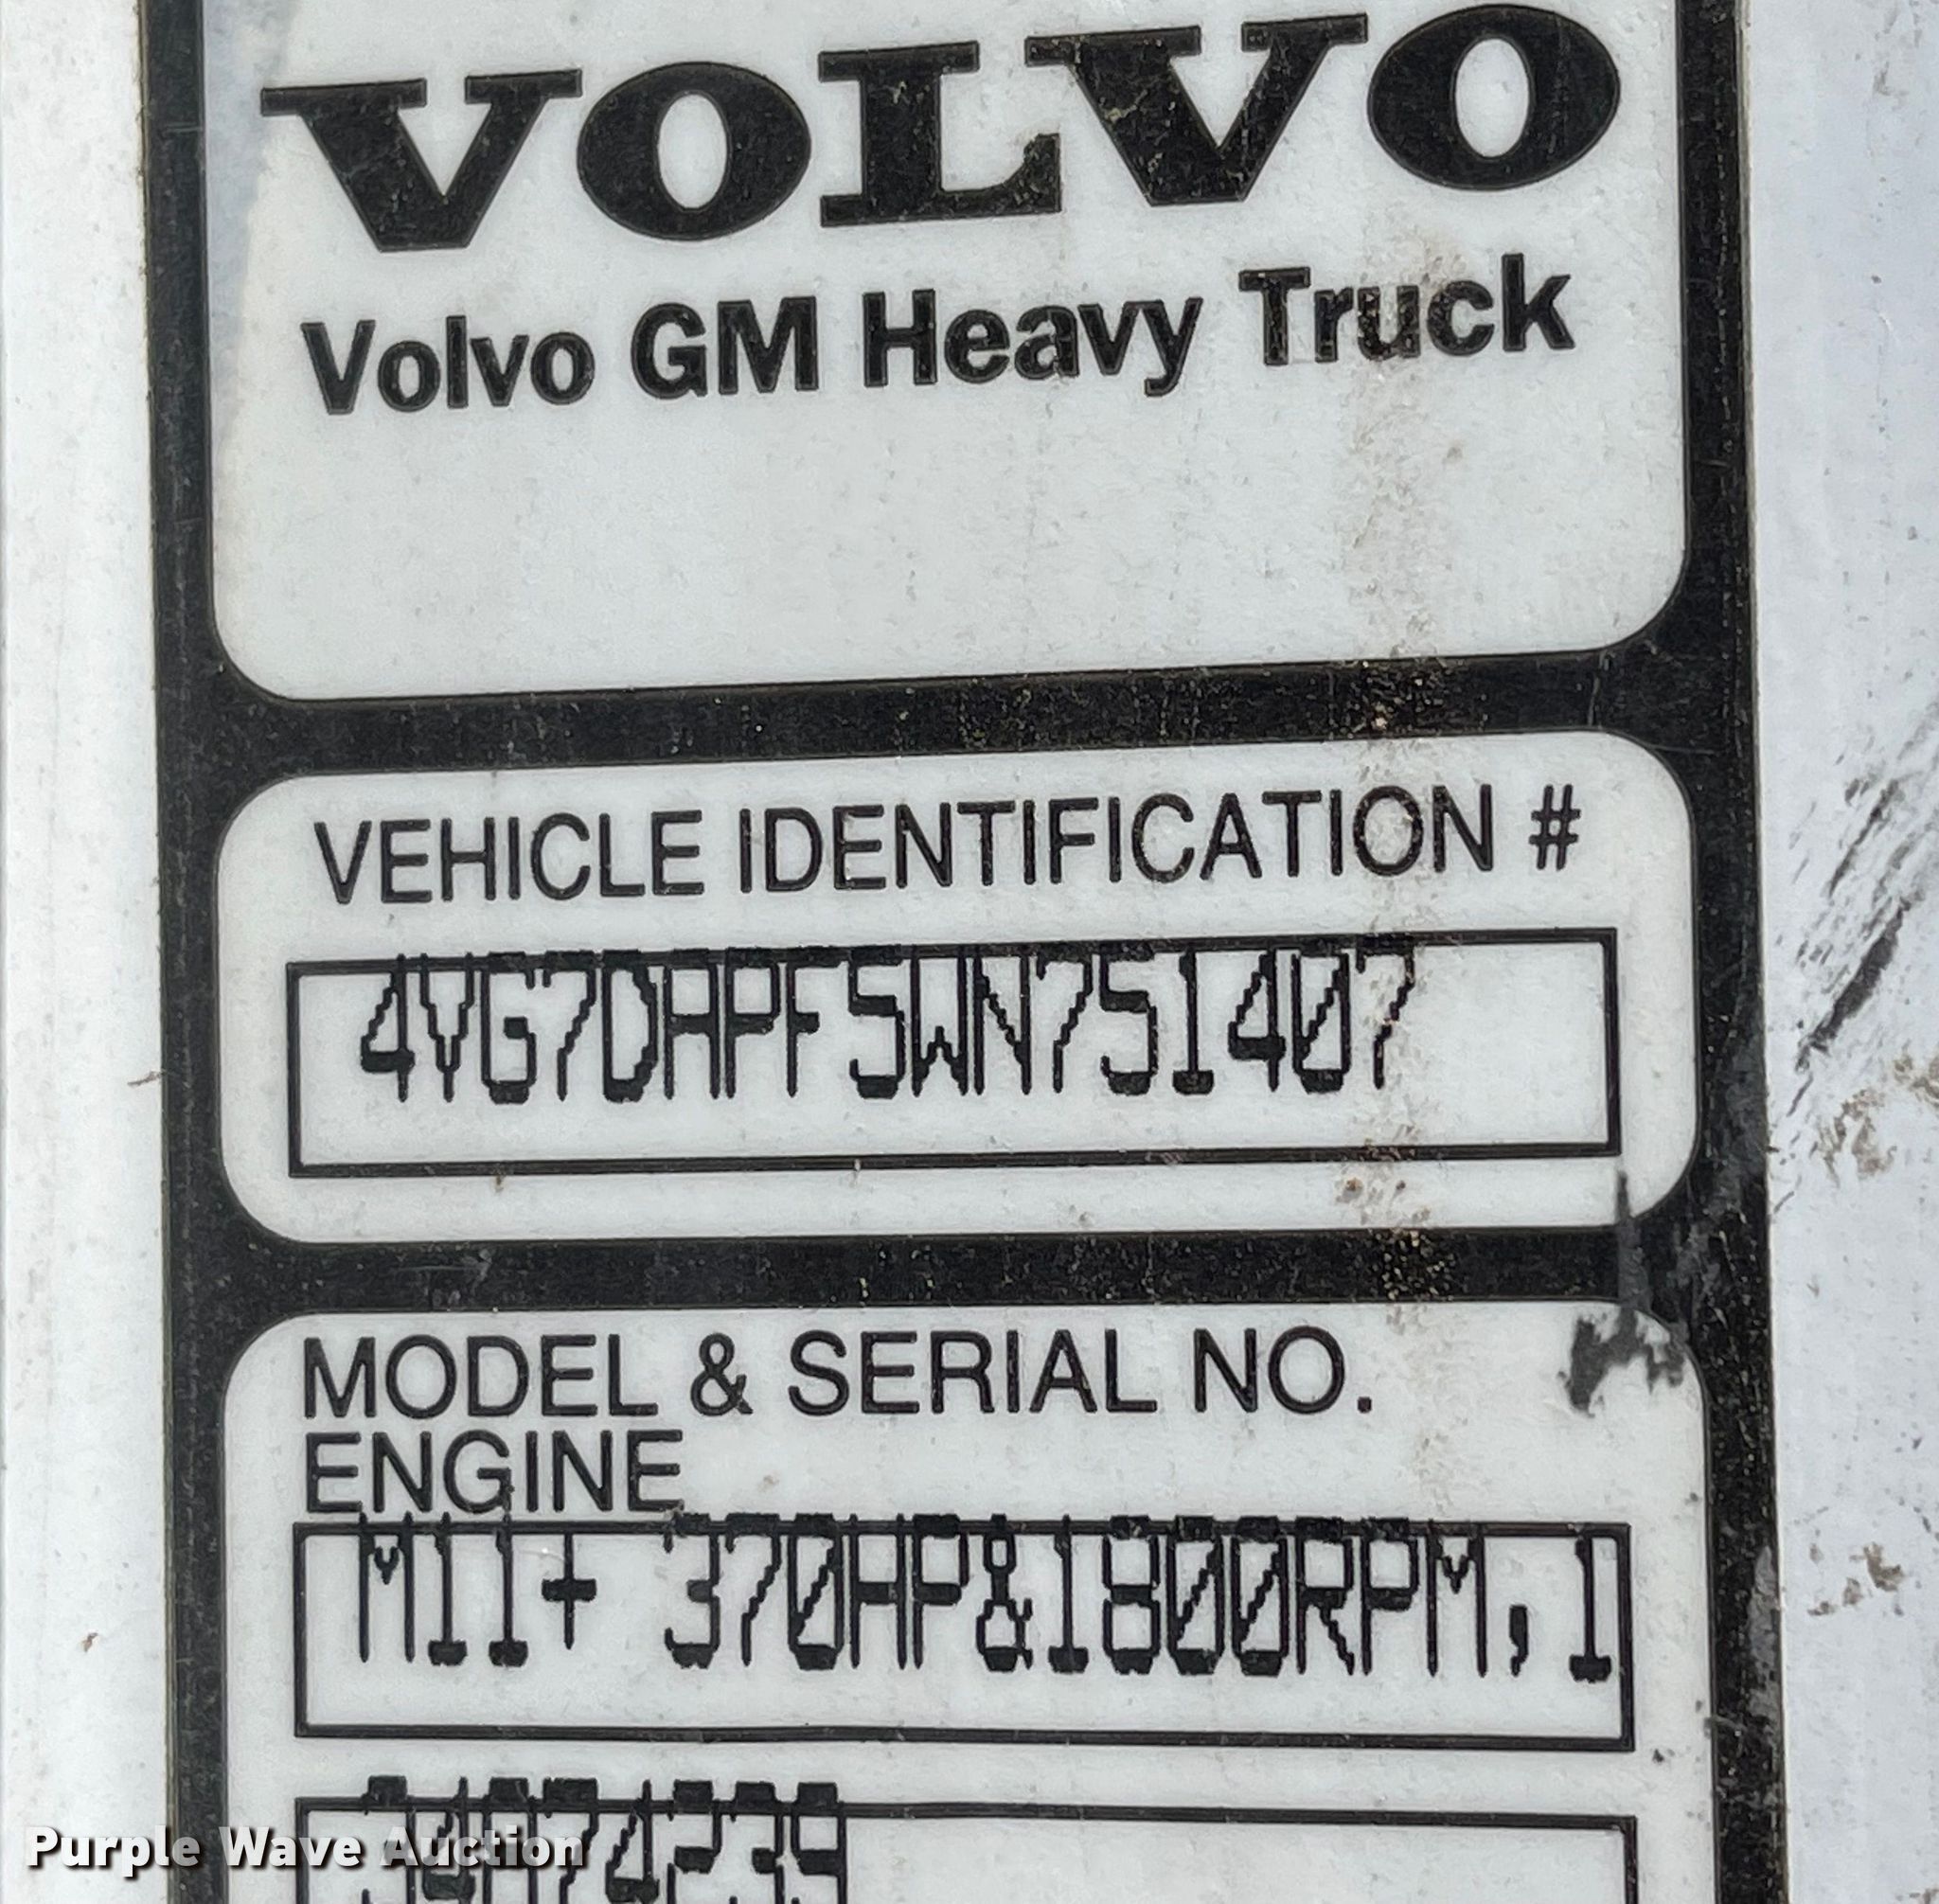 VOLVO
Volvo GM Heavy Truck
VEHICLE IDENTIFICATION #
4VG7DAPF5WN751407
MODEL & SERIAL NO.
ENGINE
M11+ 370HP&1800RPM,1
Purple Wave Auction